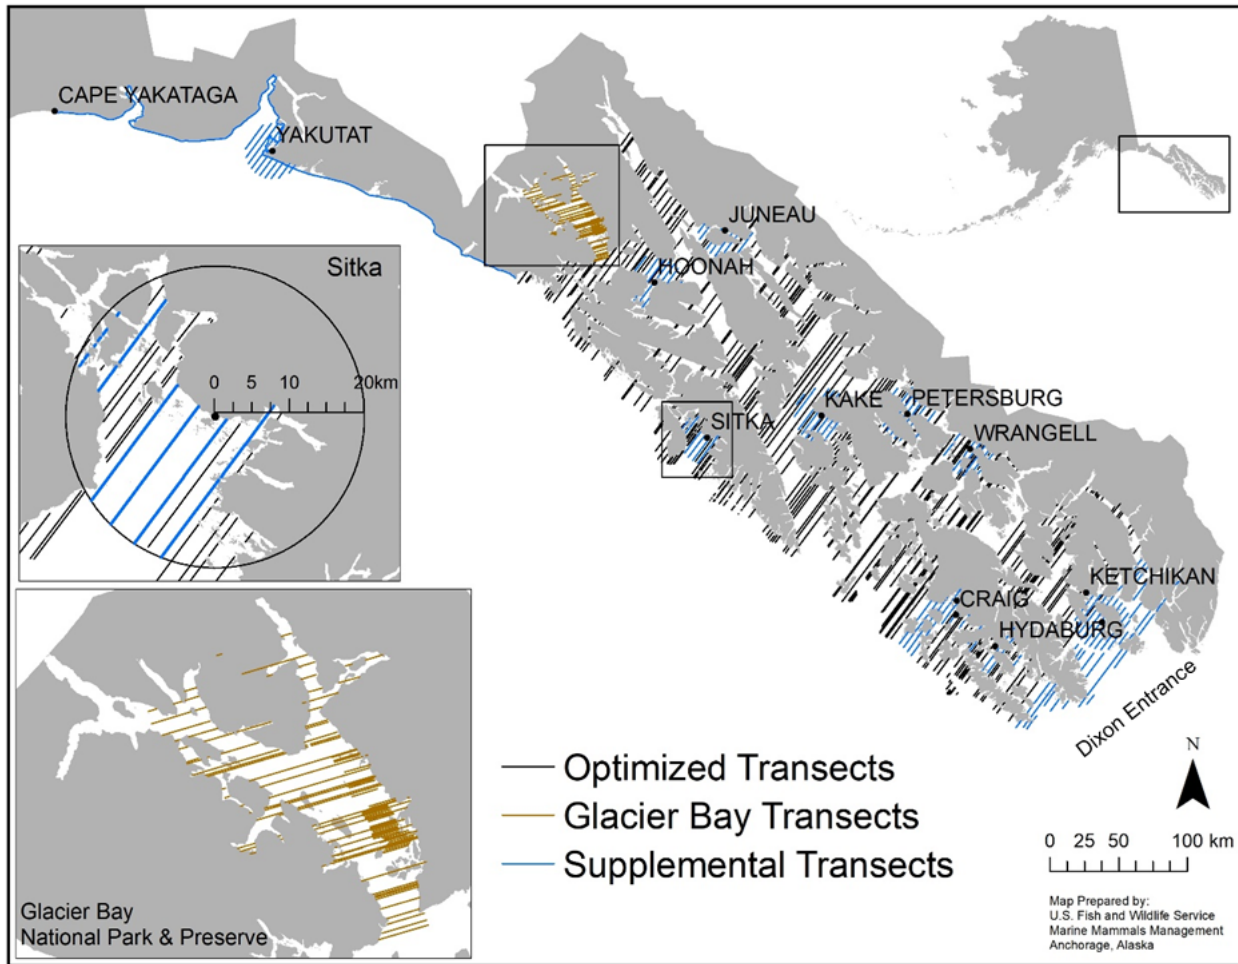 CAPE YAKATAGA
YAKUTAT
JUNEAU
HOONAH
Sitka
0 5 10 20km
SITKA
KAKE
PETERSBURG
WRANGELL
KETCHIKAN
CRAIG
HYDABURG
Dixon Entrance
Glacier Bay
National Park & Preserve
Optimized Transects
Glacier Bay Transects
Supplemental Transects
N
0 25 50 100 km
Map Prepared by:
U.S. Fish and Wildlife Service
Marine Mammals Management
Anchorage, Alaska